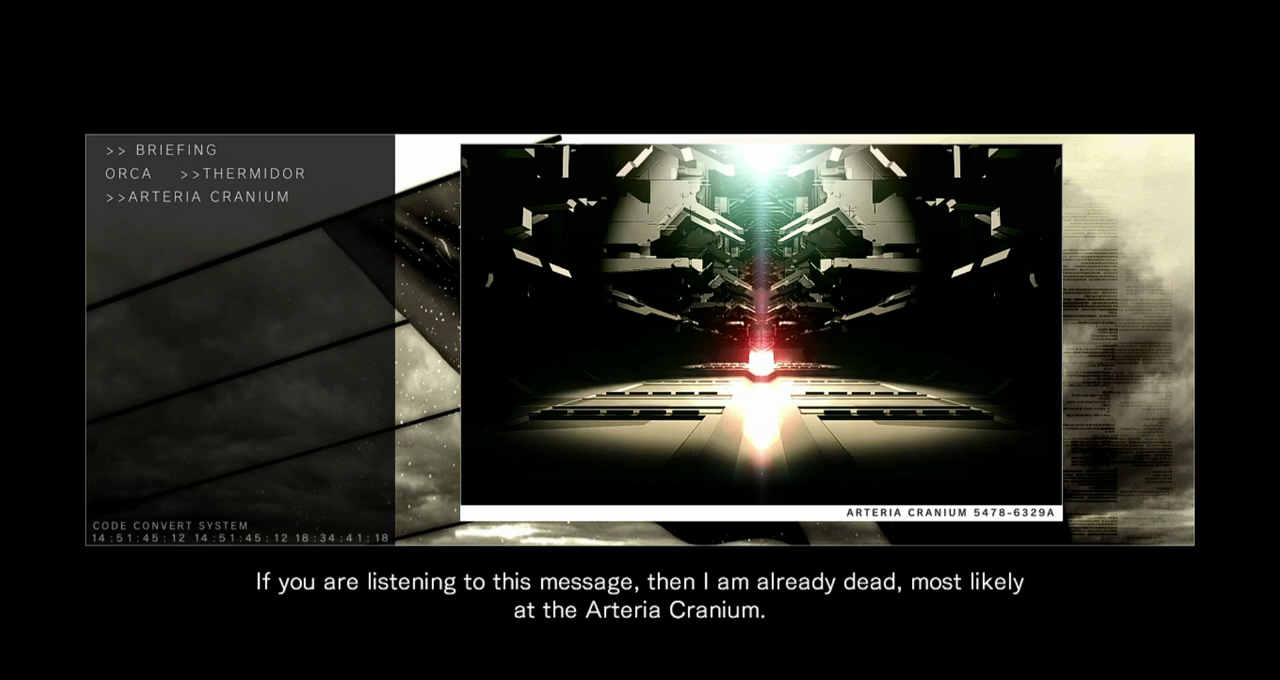 >> BRIEFING
ORCA >>THERMIDOR
>>ARTERIA CRANIUM
ARTERIA CRANIUM 5478-6329A
CODE CONVERT SYSTEM
14:51:45:12 14:51:45:12 18:34:41:18
If you are listening to this message, then I am already dead, most likely
at the Arteria Cranium.